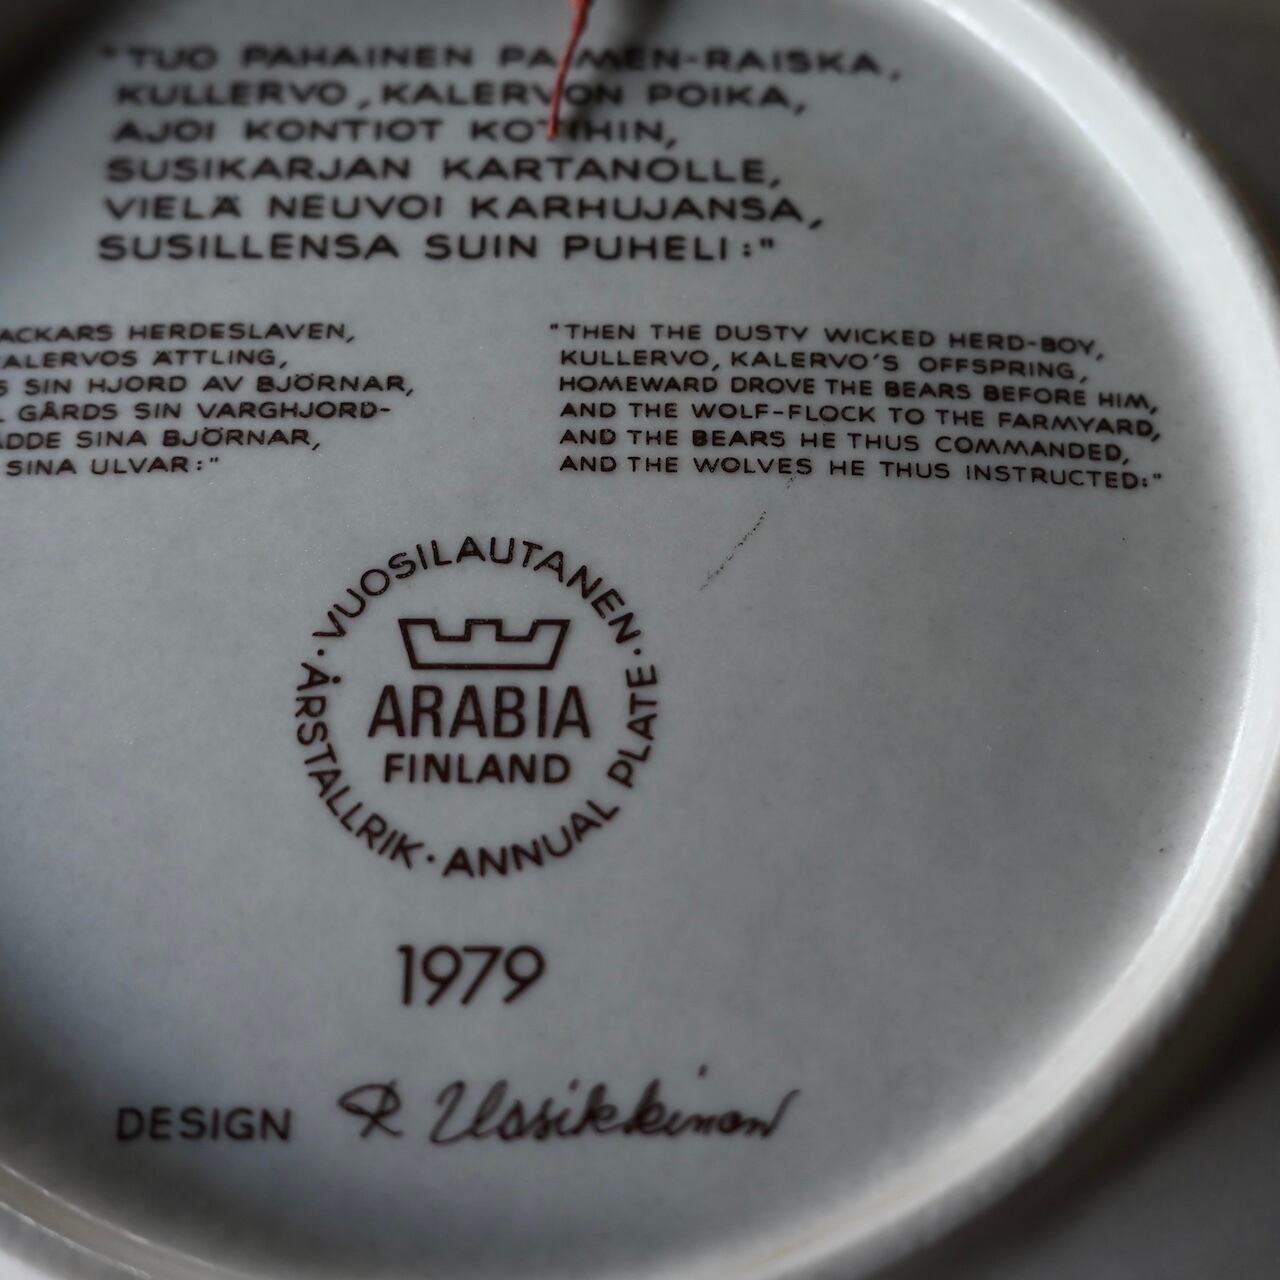 "TUO PAHAINEN PAIMEN-RAISKA,
KULLERVO, KALERVON POIKA,
AJOI KONTIOT KOTIHIN,
SUSIKARJAN KARTANOLLE,
VIELÄ NEUVOI KARHUJANSA,
SUSILLENSA SUIN PUHELI:"
ACKARS HERDESLAVEN,
ALERVOS ÄTTLING,
S SIN HJORD AV BJÖRNAR,
GÅRDS SIN VARGHJORD-
ADDE SINA BJÖRNAR,
SINA ULVAR:"
"THEN THE DUSTY WICKED HERD-BOY,
KULLERVO, KALERVO'S OFFSPRING,
HOMEWARD DROVE THE BEARS BEFORE HIM,
AND THE WOLF-FLOCK TO THE FARMYARD,
AND THE BEARS HE THUS COMMANDED,
AND THE WOLVES HE THUS INSTRUCTED:"
·VUOSILAUTANEN·
ARABIA
FINLAND
ÅRSTALLRIK·ANNUAL PLATE
1979
DESIGN R Uosikkinen